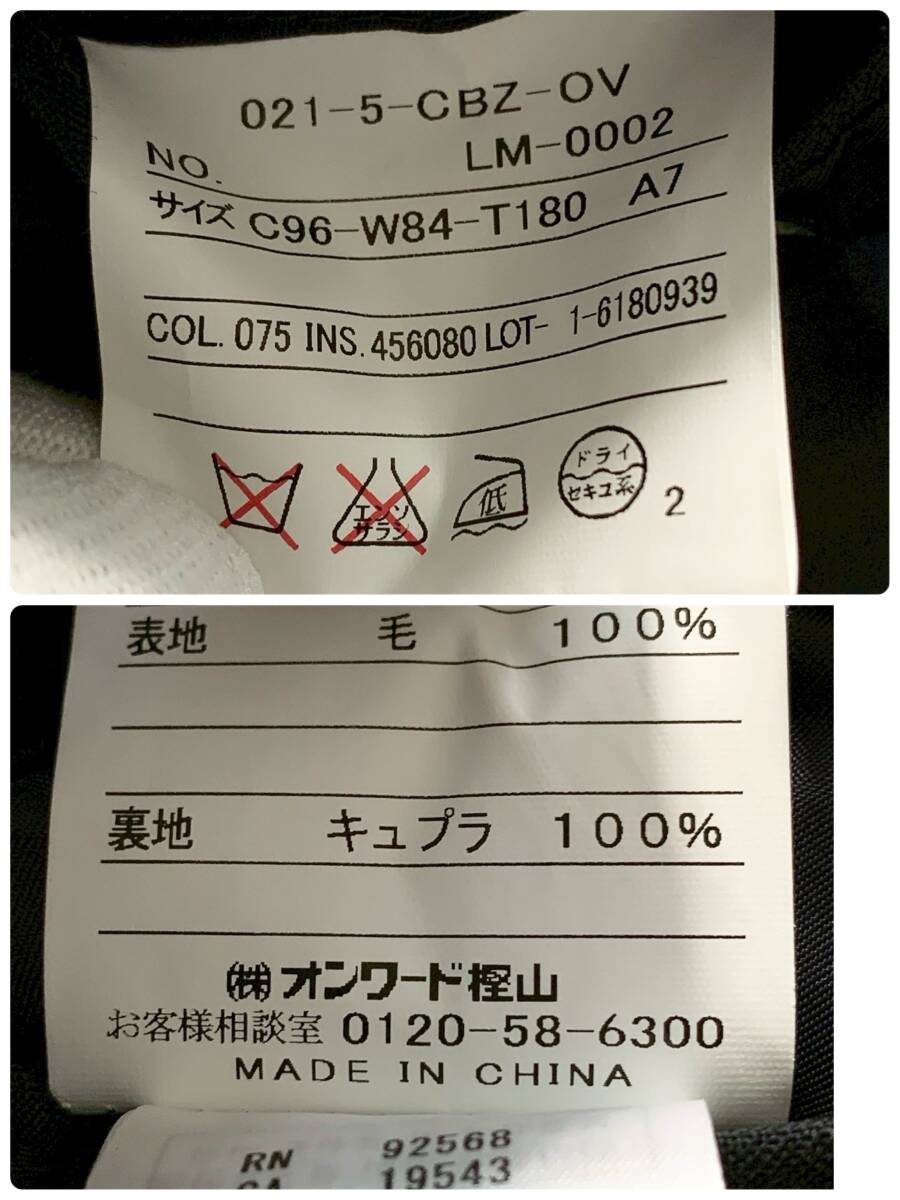 021-5-CBZ-OV
NO. LM-0002
サイズ C96-W84-T180 A7
COL. 075 INS. 456080 LOT- 1-6180939
エンソ
サラシ
低
ドライ
セキユ系
2
表地 毛 100%
裏地 キュプラ 100%
㈱オンワード樫山
お客様相談室 0120-58-6300
MADE IN CHINA
RN 92568
CA 19543